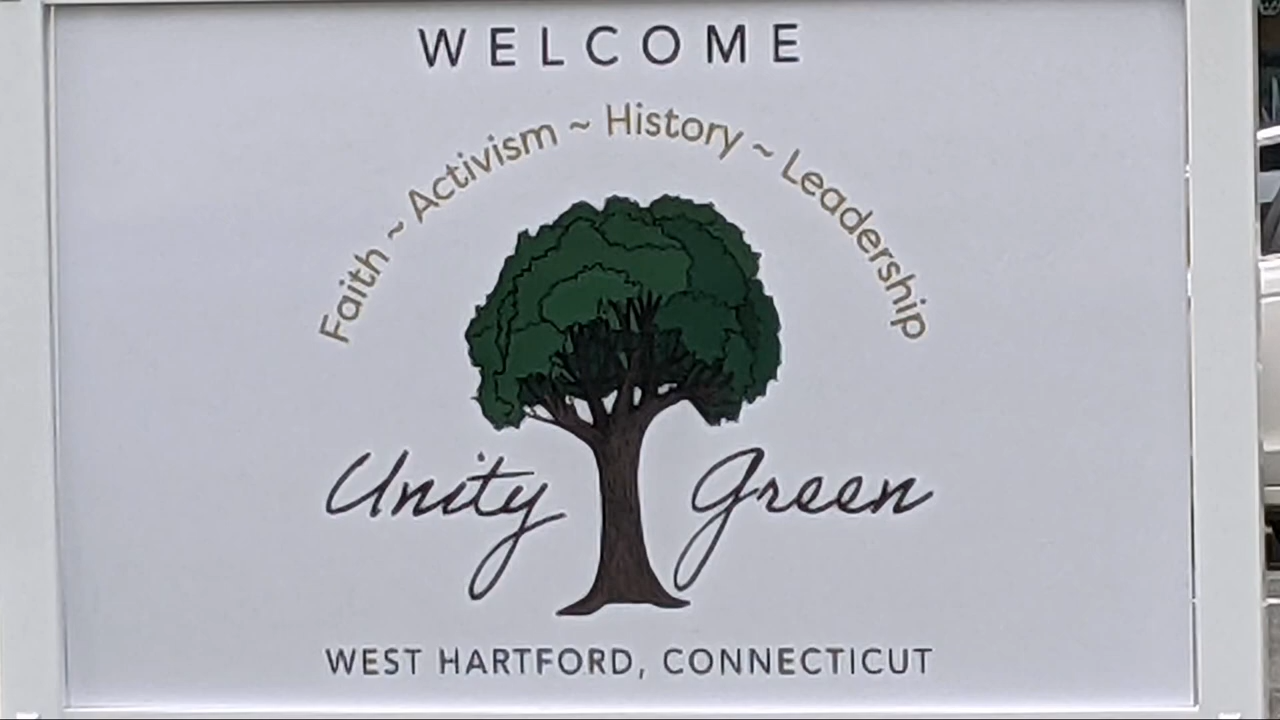 WELCOME
Faith ~ Activism ~ History ~ Leadership
Unity Green
WEST HARTFORD, CONNECTICUT